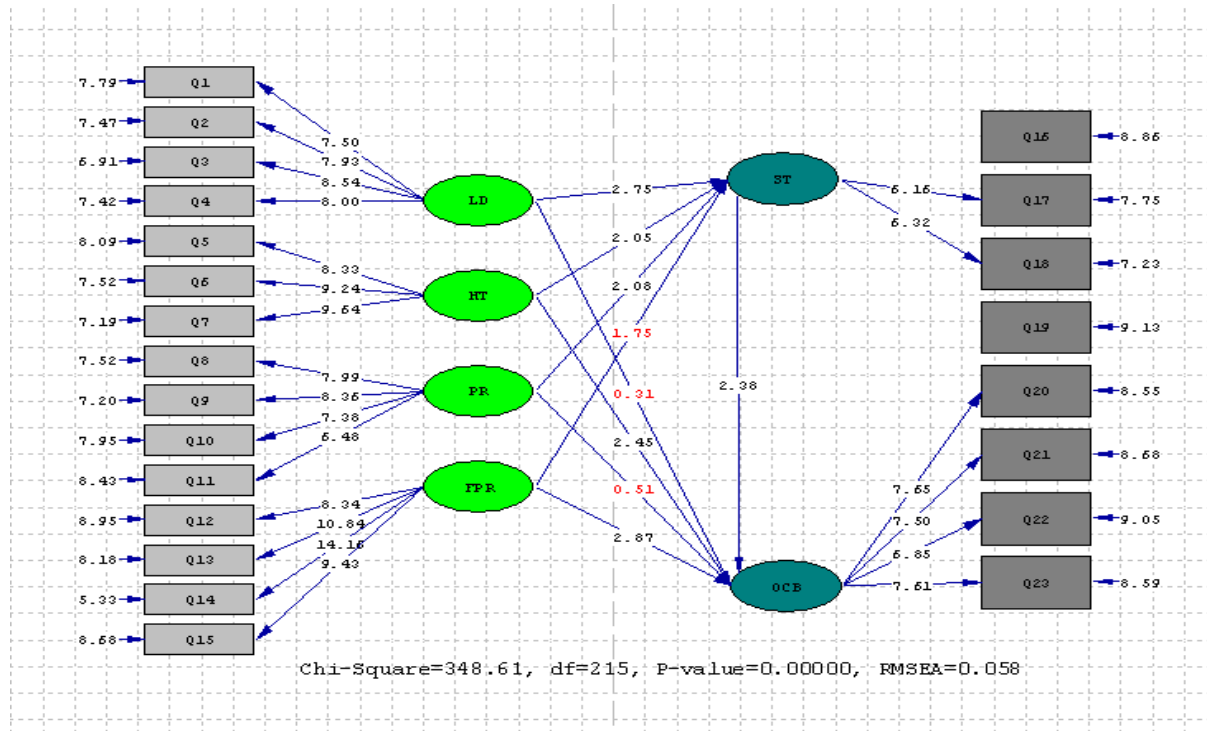 7.79 Q1
7.47 Q2
6.91 Q3
7.42 Q4
8.09 Q5
7.52 Q6
7.19 Q7
7.52 Q8
7.20 Q9
7.95 Q10
8.43 Q11
8.95 Q12
8.18 Q13
5.33 Q14
8.68 Q15
7.50
7.93
8.54
8.00
8.33
9.24
9.64
7.99
8.36
7.38
6.48
8.34
10.84
14.16
9.43
LD
HT
PR
FPR
2.75
2.05
2.08
1.75
0.31
2.45
0.51
2.87
2.38
ST
OCB
6.16
6.32
7.65
7.50
6.85
7.61
Q16 8.86
Q17 7.75
Q18 7.23
Q19 9.13
Q20 8.55
Q21 8.68
Q22 9.05
Q23 8.59
Chi-Square=348.61, df=215, P-value=0.00000, RMSEA=0.058